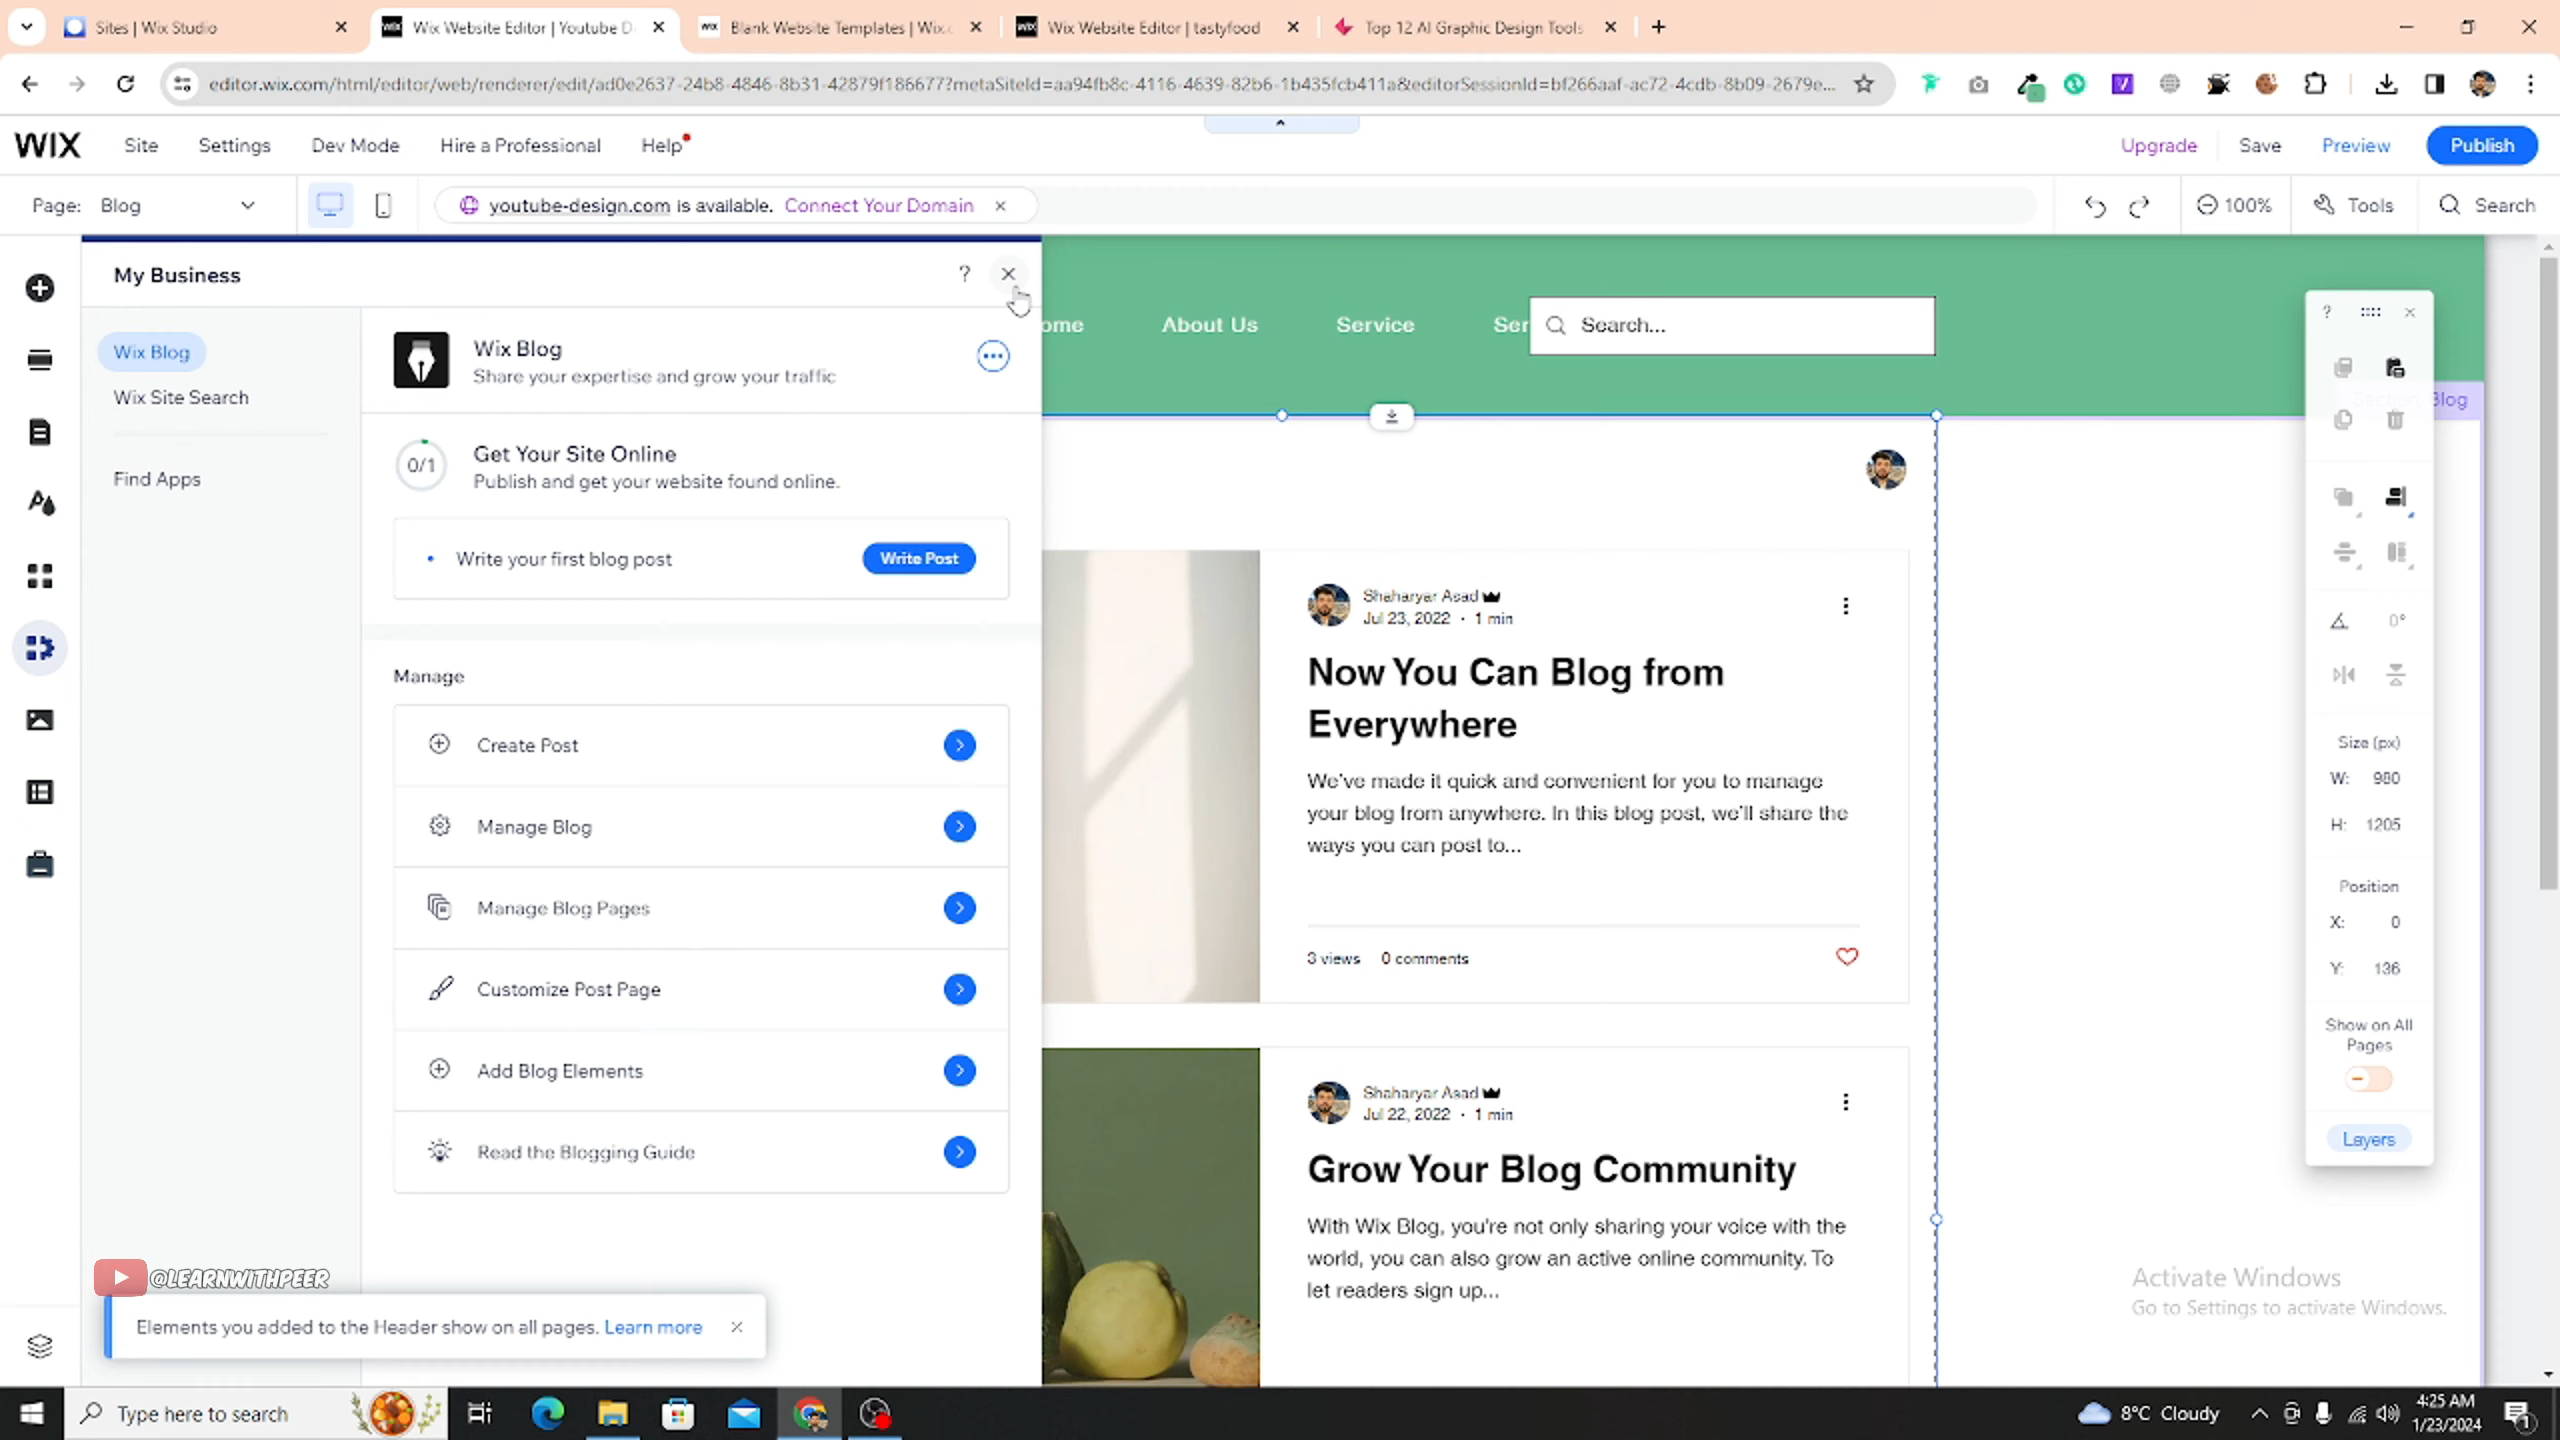 Sites | Wix Studio
Wix Website Editor | Youtube D
Blank Website Templates | Wix.c
Wix Website Editor | tastyfood
Top 12 AI Graphic Design Tools
editor.wix.com/html/editor/web/renderer/edit/ad0e2637-24b8-4846-8b31-42879f186677?metaSiteId=aa94fb8c-4116-4639-82b6-1b435fcb411a&editorSessionId=bf266aaf-ac72-4cdb-8b09-2679e...
WIX
Site
Settings
Dev Mode
Hire a Professional
Help
Upgrade
Save
Preview
Publish
Page: Blog
youtube-design.com is available. Connect Your Domain
100%
Tools
Search
My Business
?
Wix Blog
Wix Site Search
Find Apps
Wix Blog
Share your expertise and grow your traffic
0/1
Get Your Site Online
Publish and get your website found online.
Write your first blog post
Write Post
Manage
Create Post
Manage Blog
Manage Blog Pages
Customize Post Page
Add Blog Elements
Read the Blogging Guide
@LEARNWITHPEER
Elements you added to the Header show on all pages. Learn more
ome
About Us
Service
Ser
Search...
Blog
Shaharyar Asad
Jul 23, 2022 · 1 min
Now You Can Blog from
Everywhere
We've made it quick and convenient for you to manage
your blog from anywhere. In this blog post, we'll share the
ways you can post to...
3 views 0 comments
Shaharyar Asad
Jul 22, 2022 · 1 min
Grow Your Blog Community
With Wix Blog, you're not only sharing your voice with the
world, you can also grow an active online community. To
let readers sign up...
?
0°
Size (px)
W: 980
H: 1205
Position
X: 0
Y: 136
Show on All
Pages
Layers
Activate Windows
Go to Settings to activate Windows.
Type here to search
8°C Cloudy
4:25 AM
1/23/2024
1